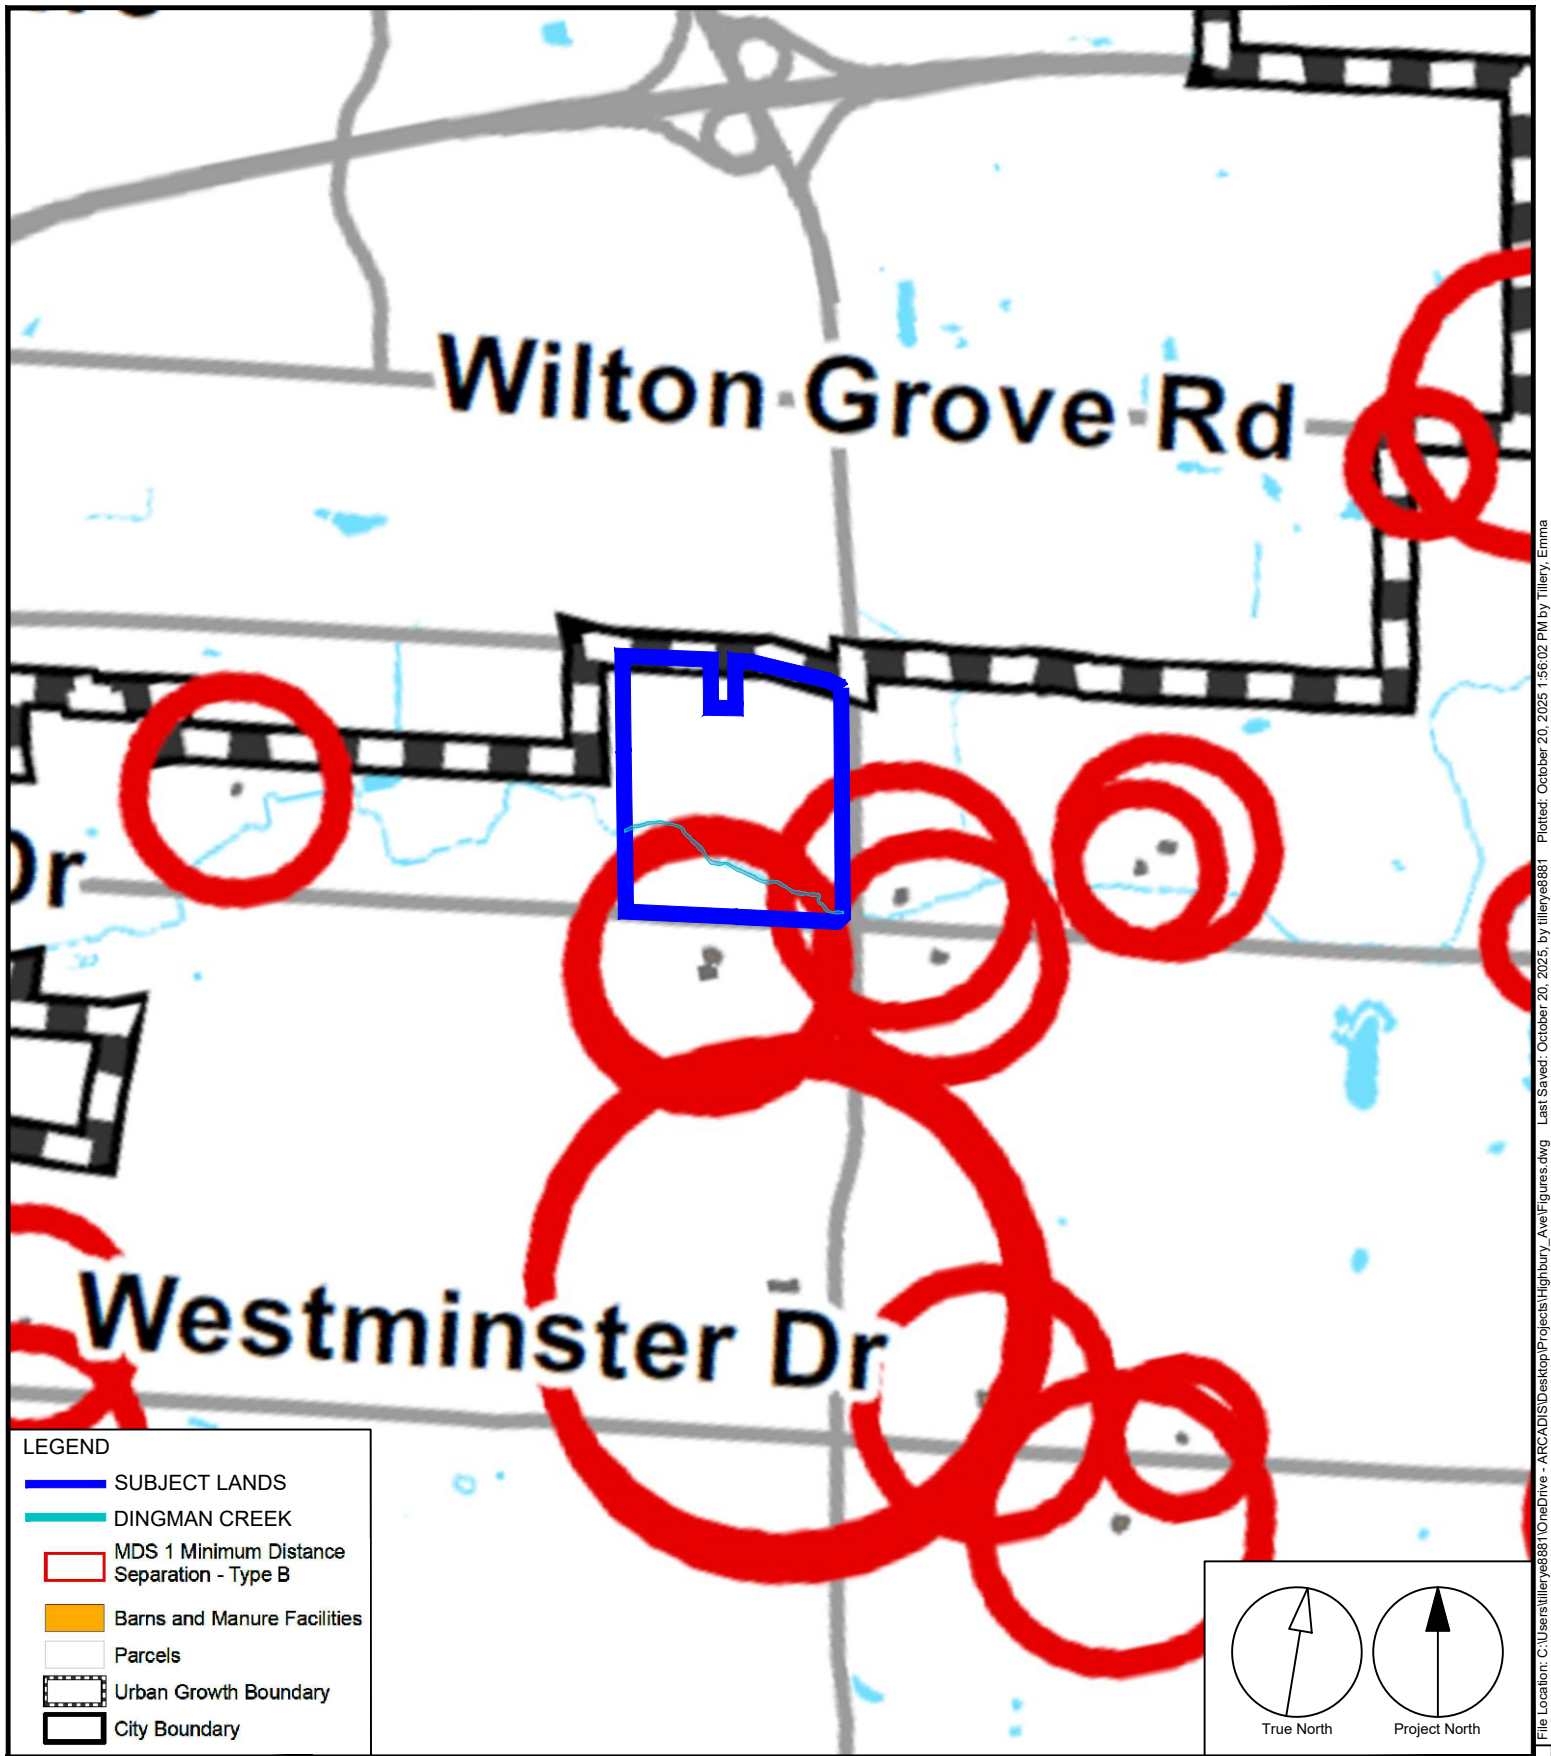 Wilton Grove Rd
Dr
Westminster Dr
LEGEND
SUBJECT LANDS
DINGMAN CREEK
MDS 1 Minimum Distance
Separation - Type B
Barns and Manure Facilities
Parcels
Urban Growth Boundary
City Boundary
True North
Project North
File Location: C:\Users\tillerye8881\OneDrive - ARCADIS\Desktop\Projects\Highbury_Ave\Figures.dwg Last Saved: October 20, 2025, by tillerye8881 Plotted: October 20, 2025 1:56:02 PM by Tillery, Emma